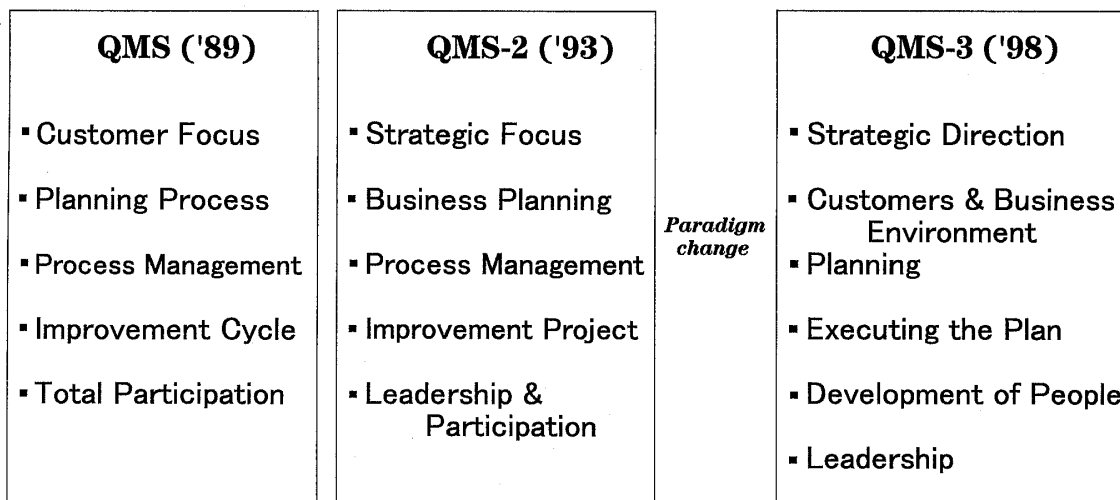 QMS ('89)
▪ Customer Focus
▪ Planning Process
▪ Process Management
▪ Improvement Cycle
▪ Total Participation
QMS-2 ('93)
▪ Strategic Focus
▪ Business Planning
▪ Process Management
▪ Improvement Project
▪ Leadership &
Participation
Paradigm
change
QMS-3 ('98)
▪ Strategic Direction
▪ Customers & Business
Environment
▪ Planning
▪ Executing the Plan
▪ Development of People
▪ Leadership